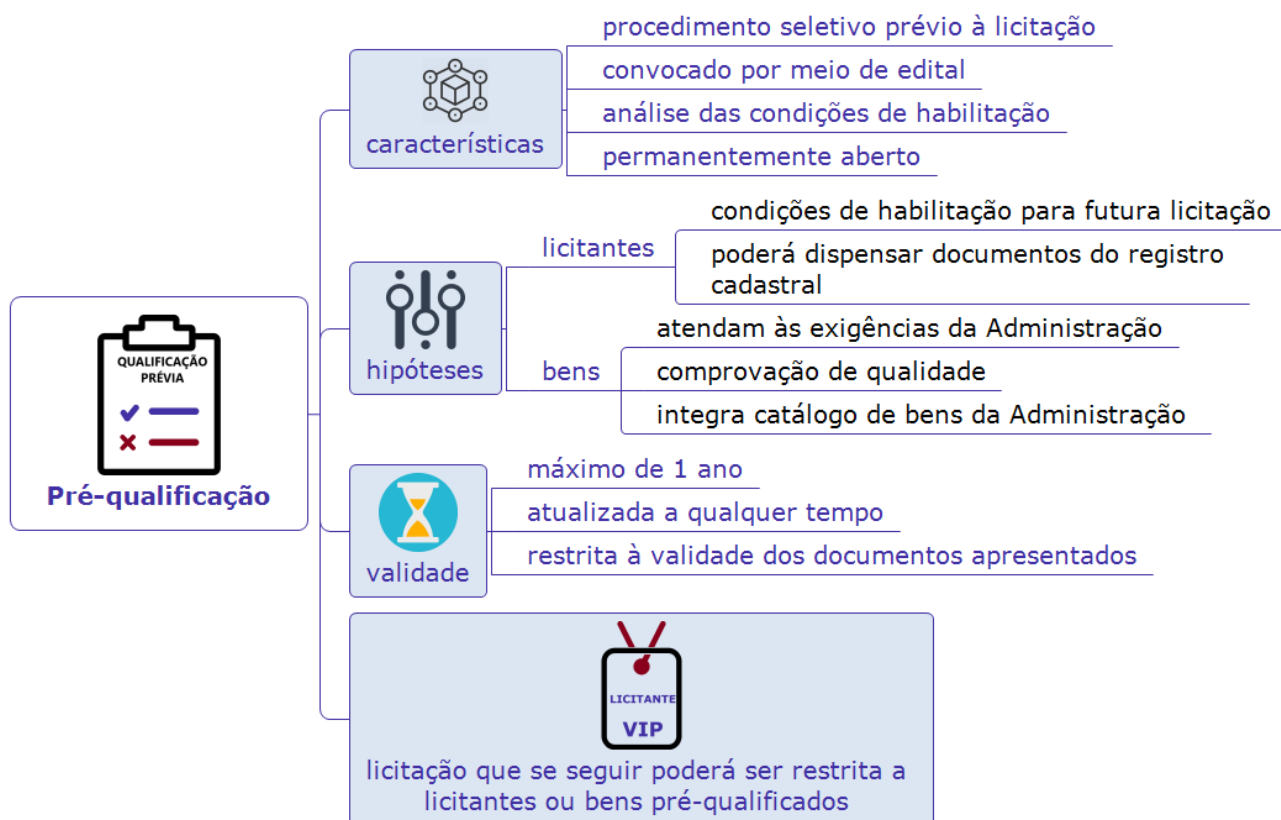 procedimento seletivo prévio à licitação
convocado por meio de edital
análise das condições de habilitação
permanentemente aberto
características
condições de habilitação para futura licitação
licitantes
poderá dispensar documentos do registro
cadastral
hipóteses
atendam às exigências da Administração
bens
comprovação de qualidade
integra catálogo de bens da Administração
QUALIFICAÇÃO
PRÉVIA
Pré-qualificação
máximo de 1 ano
atualizada a qualquer tempo
restrita à validade dos documentos apresentados
validade
LICITANTE
VIP
licitação que se seguir poderá ser restrita a
licitantes ou bens pré-qualificados